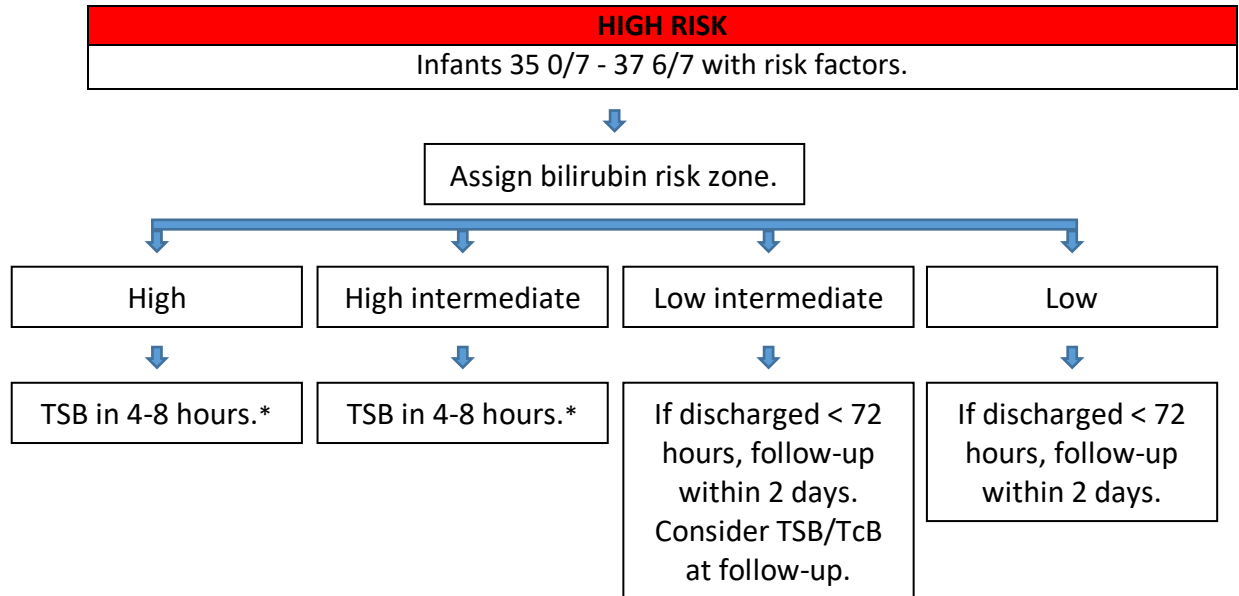 HIGH RISK
Infants 35 0/7 - 37 6/7 with risk factors.
Assign bilirubin risk zone.
High
High intermediate
Low intermediate
Low
TSB in 4-8 hours.*
TSB in 4-8 hours.*
If discharged < 72
hours, follow-up
within 2 days.
Consider TSB/TcB
at follow-up.
If discharged < 72
hours, follow-up
within 2 days.